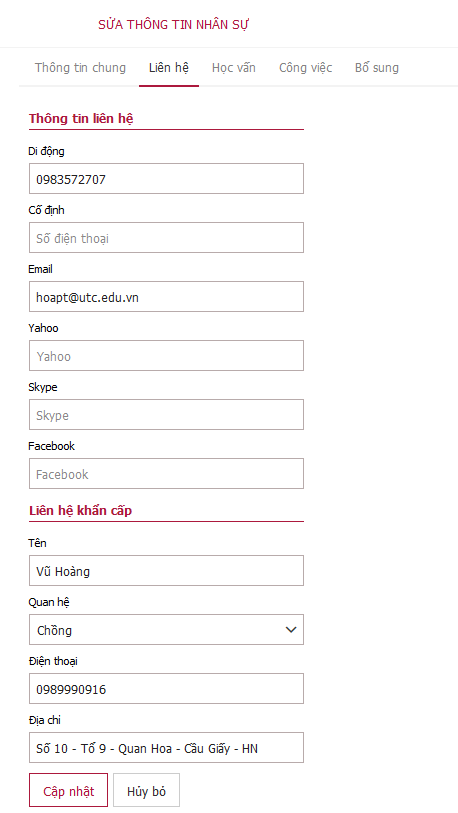 SỬA THÔNG TIN NHÂN SỰ
Thông tin chung Liên hệ Học vấn Công việc Bổ sung
Thông tin liên hệ
Di động
0983572707
Cố định
Số điện thoại
Email
hoapt@utc.edu.vn
Yahoo
Yahoo
Skype
Skype
Facebook
Facebook
Liên hệ khẩn cấp
Tên
Vũ Hoàng
Quan hệ
Chồng
Điện thoại
0989990916
Địa chỉ
Số 10 - Tổ 9 - Quan Hoa - Cầu Giấy - HN
Cập nhật Hủy bỏ